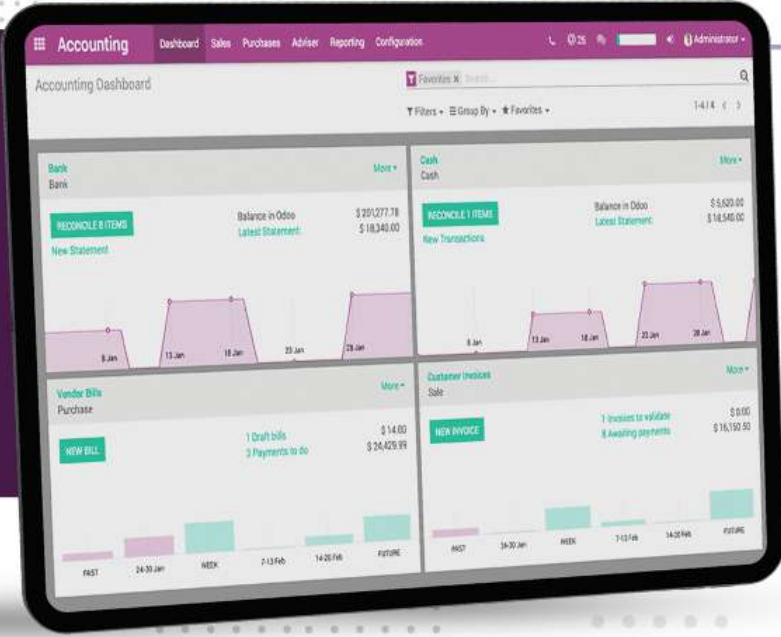 Accounting
Dashboard Sales Purchases Adviser Reporting Configuration
25 Administrator
Accounting Dashboard
Favorites x Search...
Filters Group By Favorites
1-4 / 4
Bank
Bank
More
RECONCILE 8 ITEMS
New Statement
Balance in Odoo $ 201,277.78
Latest Statement $ 18,340.00
8 Jan 13 Jan 18 Jan 23 Jan 28 Jan
Cash
Cash
More
RECONCILE 1 ITEMS
New Transactions
Balance in Odoo $ 5,620.00
Latest Statement $ 18,540.00
8 Jan 13 Jan 18 Jan 23 Jan 28 Jan
Vendor Bills
Purchase
More
NEW BILL
1 Draft bills $ 14.00
3 Payments to do $ 24,429.99
PAST 24-30 Jan WEEK 7-13 Feb 14-20 Feb FUTURE
Customer Invoices
Sale
More
NEW INVOICE
1 Invoices to validate $ 0.00
8 Awaiting payments $ 16,150.50
PAST 24-30 Jan WEEK 7-13 Feb 14-20 Feb FUTURE